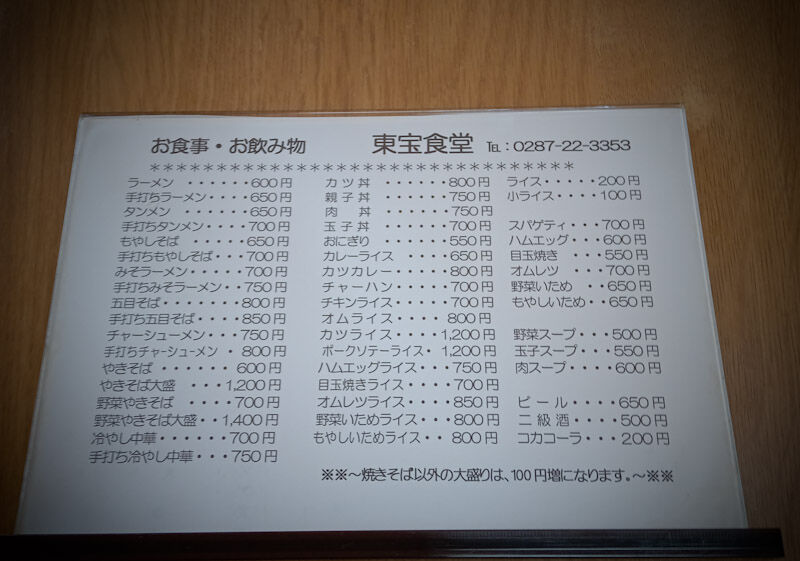 お食事・お飲み物　東宝食堂 TEL：0287-22-3353
＊＊＊＊＊＊＊＊＊＊＊＊＊＊＊＊＊＊＊＊＊＊＊＊＊＊＊＊＊＊＊＊
ラーメン ・・・・・・600円
手打ちラーメン・・・・650円
タンメン ・・・・・・650円
手打ちタンメン・・・・700円
もやしそば ・・・・・650円
手打ちもやしそば・・・700円
みそラーメン・・・・・700円
手打ちみそラーメン・・750円
五目そば・・・・・・・800円
手打ち五目そば・・・・850円
チャーシューメン・・・750円
手打ちチャーシューメン ・800円
やきそば ・・・・・・600円
やきそば大盛 ・・・1,200円
野菜やきそば ・・・・700円
野菜やきそば大盛・・1,400円
冷やし中華・・・・・・700円
手打ち冷やし中華・・・750円
カツ丼 ・・・・・・800円
親子丼 ・・・・・・750円
肉　丼 ・・・・・・750円
玉子丼 ・・・・・・700円
おにぎり ・・・・・550円
カレーライス ・・・・650円
カツカレー・・・・・800円
チャーハン・・・・・700円
チキンライス・・・・700円
オムライス・・・・ 800円
カツライス・・・・1,200円
ポークソテーライス・1,200円
ハムエッグライス・・・750円
目玉焼きライス・・・700円
オムレツライス・・・850円
野菜いためライス・・・800円
もやしいためライス・・ 800円
ライス・・・・・200円
小ライス・・・・100円
スパゲティ・・・700円
ハムエッグ・・・600円
目玉焼き ・・・550円
オムレツ ・・・700円
野菜いため ・・650円
もやしいため・・650円
野菜スープ・・・500円
玉子スープ・・・550円
肉スープ・・・・600円
ビール・・・・650円
二級酒・・・・500円
コカコーラ・・・200円
※※～焼きそば以外の大盛りは、100円増になります。～※※